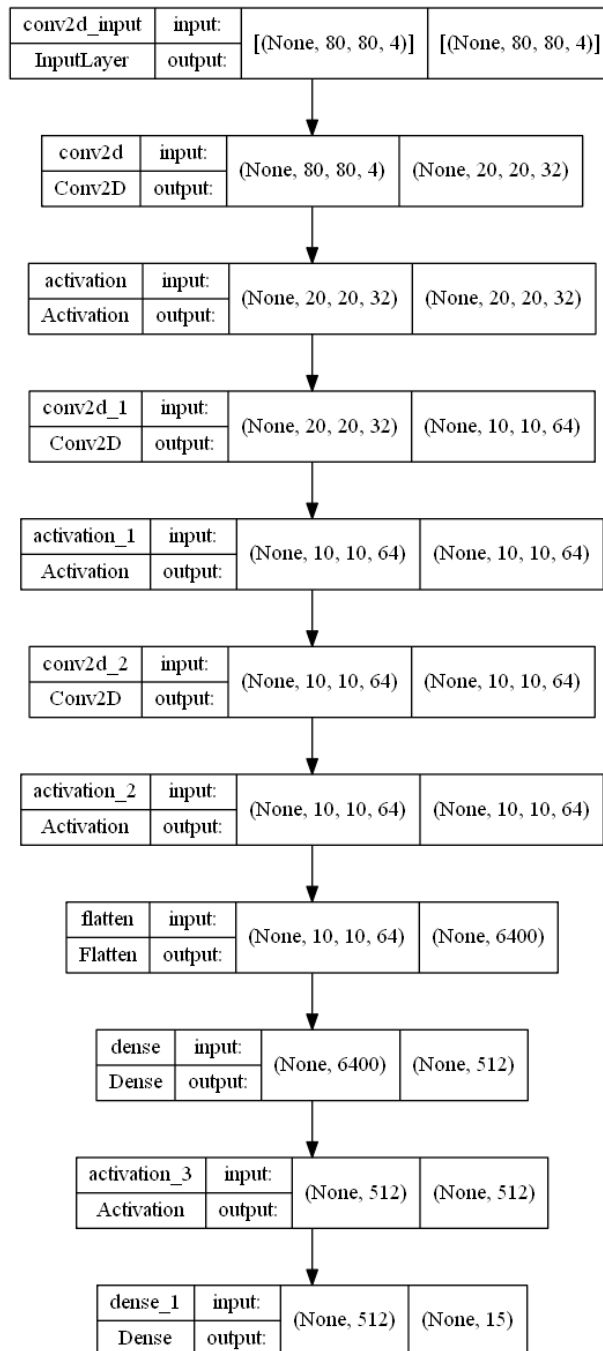 conv2d_input input: [(None, 80, 80, 4)] [(None, 80, 80, 4)]
InputLayer output:
conv2d input: (None, 80, 80, 4) (None, 20, 20, 32)
Conv2D output:
activation input: (None, 20, 20, 32) (None, 20, 20, 32)
Activation output:
conv2d_1 input: (None, 20, 20, 32) (None, 10, 10, 64)
Conv2D output:
activation_1 input: (None, 10, 10, 64) (None, 10, 10, 64)
Activation output:
conv2d_2 input: (None, 10, 10, 64) (None, 10, 10, 64)
Conv2D output:
activation_2 input: (None, 10, 10, 64) (None, 10, 10, 64)
Activation output:
flatten input: (None, 10, 10, 64) (None, 6400)
Flatten output:
dense input: (None, 6400) (None, 512)
Dense output:
activation_3 input: (None, 512) (None, 512)
Activation output:
dense_1 input: (None, 512) (None, 15)
Dense output: